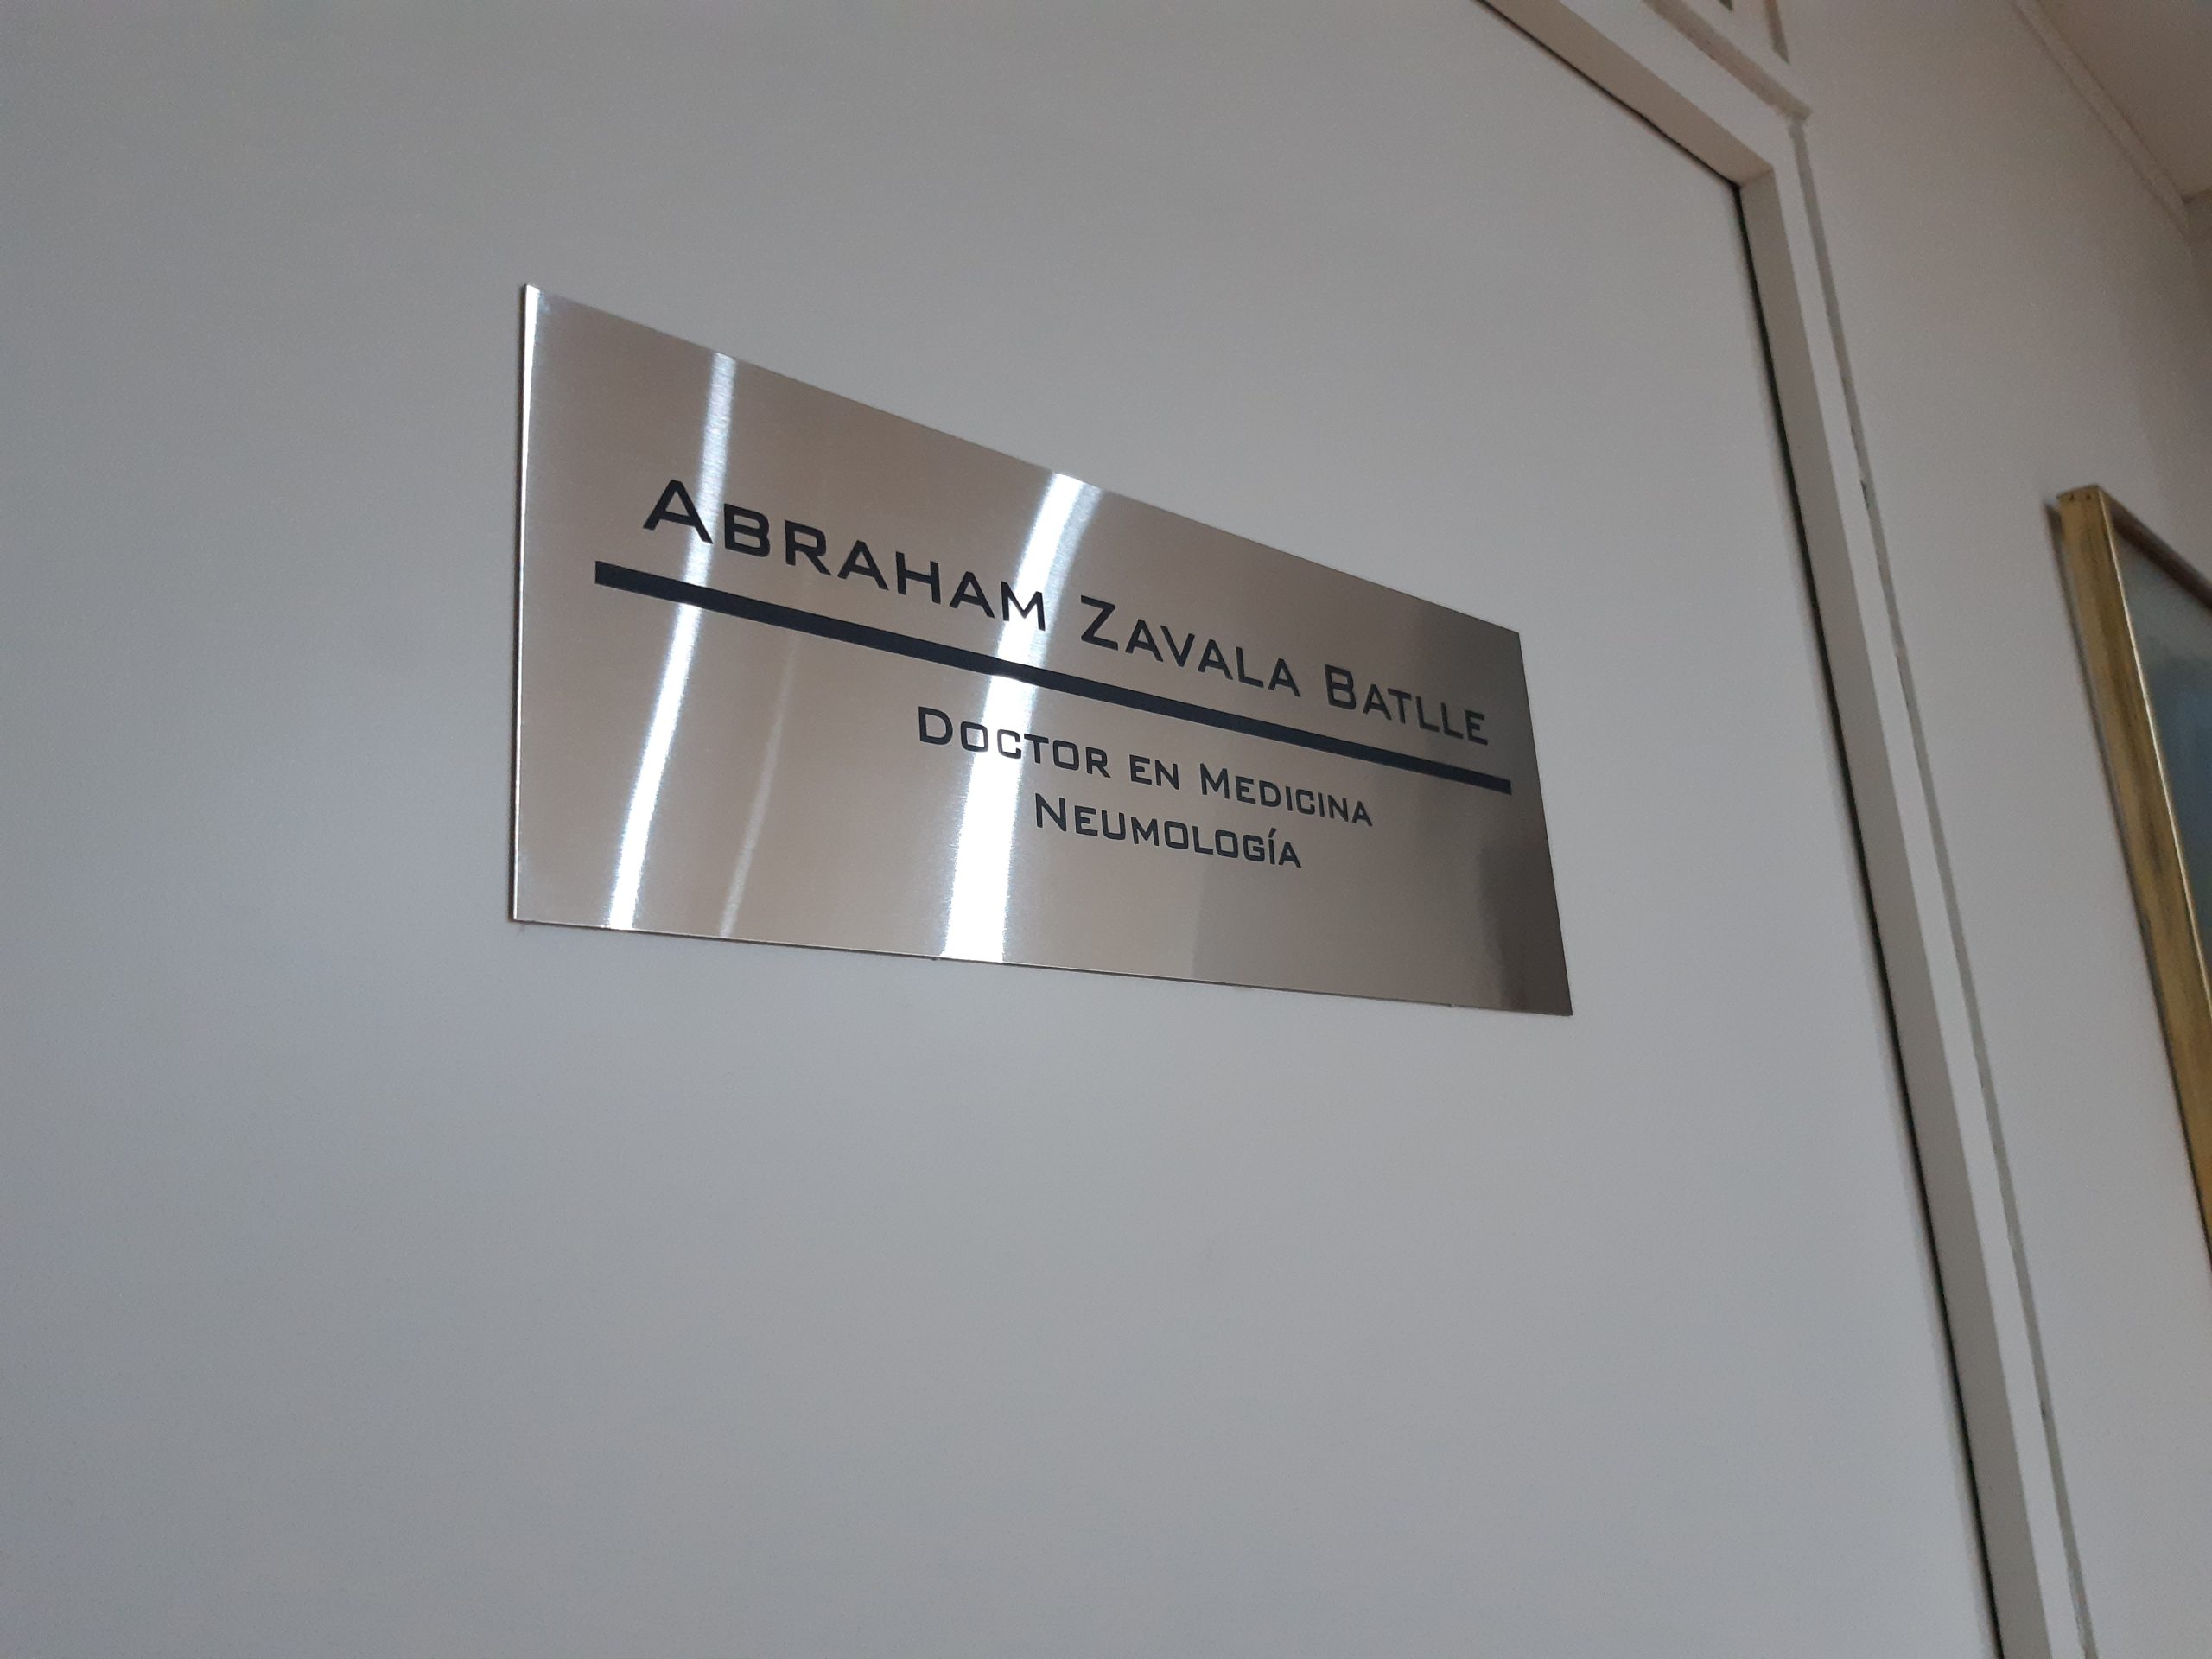 Abraham Zavala Batlle
Doctor en Medicina
Neumología